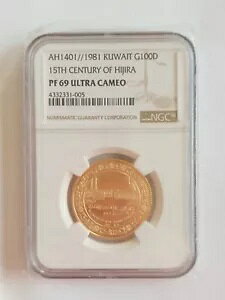 AH1401//1981 KUWAIT G100D
15TH CENTURY OF HIJIRA
PF 69 ULTRA CAMEO
4332331-005
NUMISMATIC GUARANTY CORPORATION
NGC